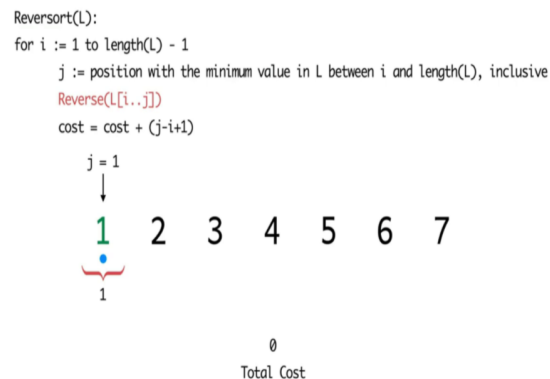 Reversort(L):
for i := 1 to length(L) - 1
j := position with the minimum value in L between i and length(L), inclusive
Reverse(L[i..j])
cost = cost + (j-i+1)
j = 1
1 2 3 4 5 6 7
1
0
Total Cost